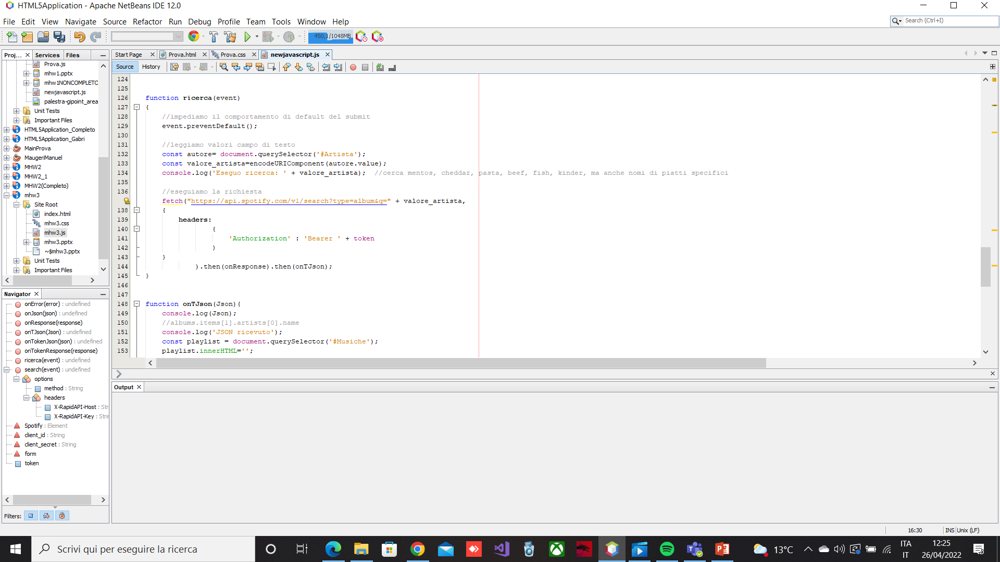 HTML5Application - Apache NetBeans IDE 12.0
File Edit View Navigate Source Refactor Run Debug Profile Team Tools Window Help
Search (Ctrl+I)
450,1/1048MB
Proj... Services Files
Prova.js
mhw1.pptx
mhw1NONCOMPLETO
newjavascript.js
palestra-gipoint_area
Unit Tests
Important Files
HTML5Application_Completo
HTML5Application_Gabri
MainProva
MaugeriManuel
MHW2
MHW2_1
MHW2(Completo)
mhw3
Site Root
index.html
mhw3.css
mhw3.js
mhw3.pptx
~$mhw3.pptx
Unit Tests
Important Files
Navigator
onError(error) : undefined
onJson(json) : undefined
onResponse(response)
onTJson(Json) : undefined
onTokenJson(json) : undefined
onTokenResponse(response)
ricerca(event) : undefined
search(event) : undefined
options
method : String
headers
X-RapidAPI-Host : Str
X-RapidAPI-Key : Strin
Spotify : Element
client_id : String
client_secret : String
form
token
Filters:
Start Page Prova.html Prova.css newjavascript.js
Source History
124
125
126 function ricerca(event)
127 {
128 //impediamo il comportamento di default del submit
129 event.preventDefault();
130
131 //leggiamo valori campo di testo
132 const autore= document.querySelector('#Artista');
133 const valore_artista=encodeURIComponent(autore.value);
134 console.log('Eseguo ricerca: ' + valore_artista); //cerca mentos, cheddar, pasta, beef, fish, kinder, ma anche nomi di piatti specifici
135
136 //eseguiamo la richiesta
fetch("https://api.spotify.com/v1/search?type=album&q=" + valore_artista,
138 {
139 headers:
140 {
141 'Authorization' : 'Bearer ' + token
142 }
143 }
144 ).then(onResponse).then(onTJson);
145 }
146
147
148 function onTJson(Json){
149 console.log(Json);
150 //albums.items[1].artists[0].name
151 console.log('JSON ricevuto');
152 const playlist = document.querySelector('#Musiche');
153 playlist.innerHTML='';
Output
16:30 INS Unix (LF)
Scrivi qui per eseguire la ricerca
13°C
ITA
IT
12:25
26/04/2022